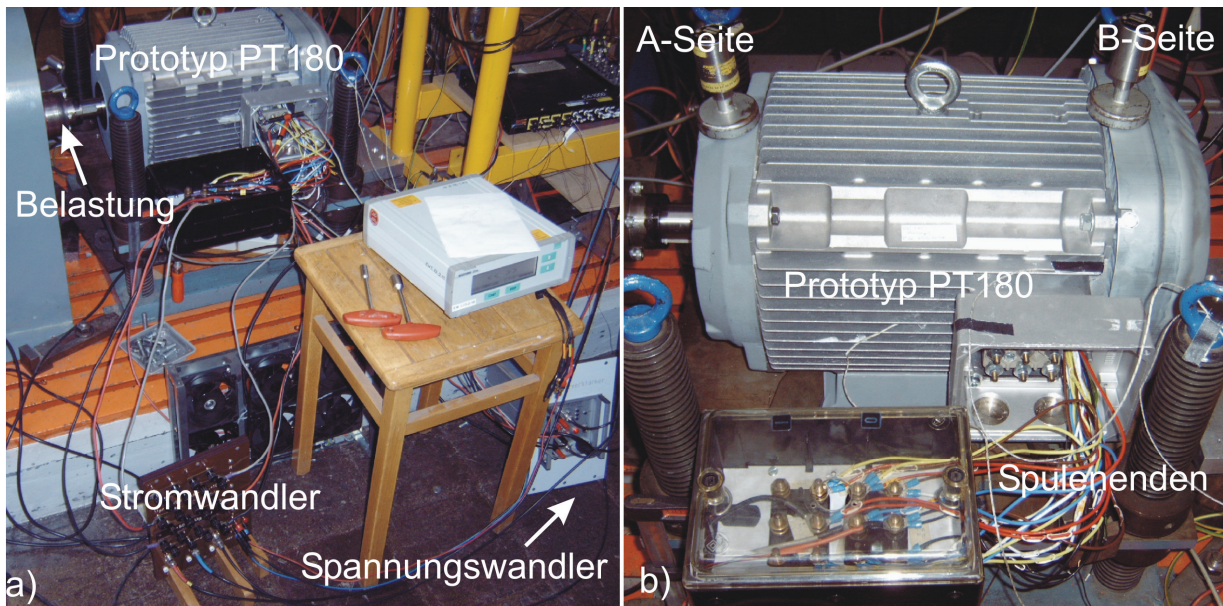 Prototyp PT180
Belastung
Stromwandler
Spannungswandler
a)
A-Seite
B-Seite
Prototyp PT180
Spulenenden
b)